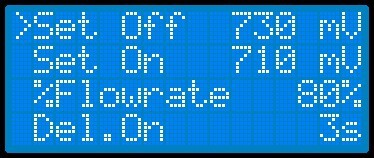 >Set Off 730 mV
Set On 710 mV
%Flowrate 80%
Del.On 3s